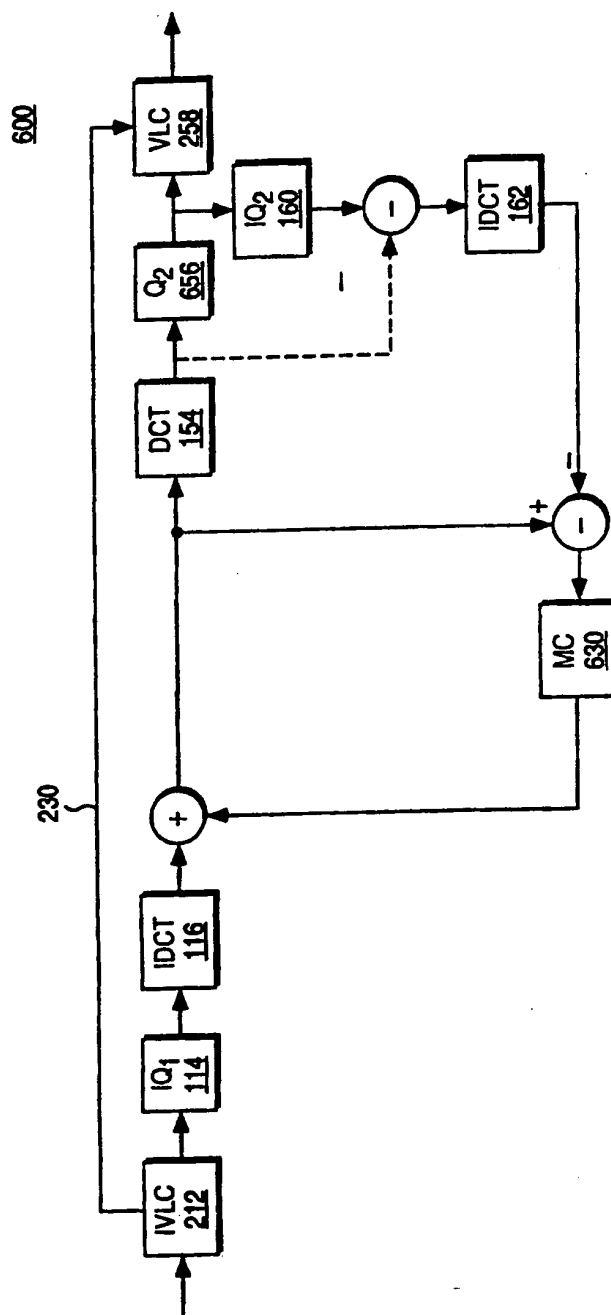 600
230
IVLC
212
IQ1
114
IDCT
116
+
DCT
154
Q2
656
VLC
258
IQ2
160
−
−
IDCT
162
+
−
−
MC
630